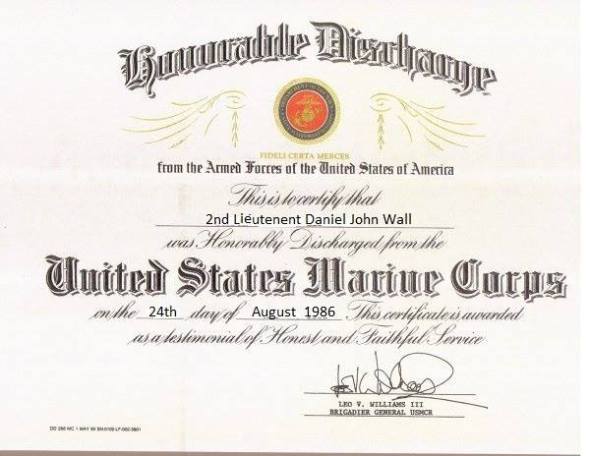 Honorable Discharge
FIDELI CERTA MERCES
from the Armed Forces of the United States of America
This is to certify that
2nd Lieutenent Daniel John Wall
was Honorably Discharged from the
United States Marine Corps
on the 24th day of August 1986 This certificate is awarded
as a testimonial of Honest and Faithful Service
LEO V. WILLIAMS III
BRIGADIER GENERAL USMCR